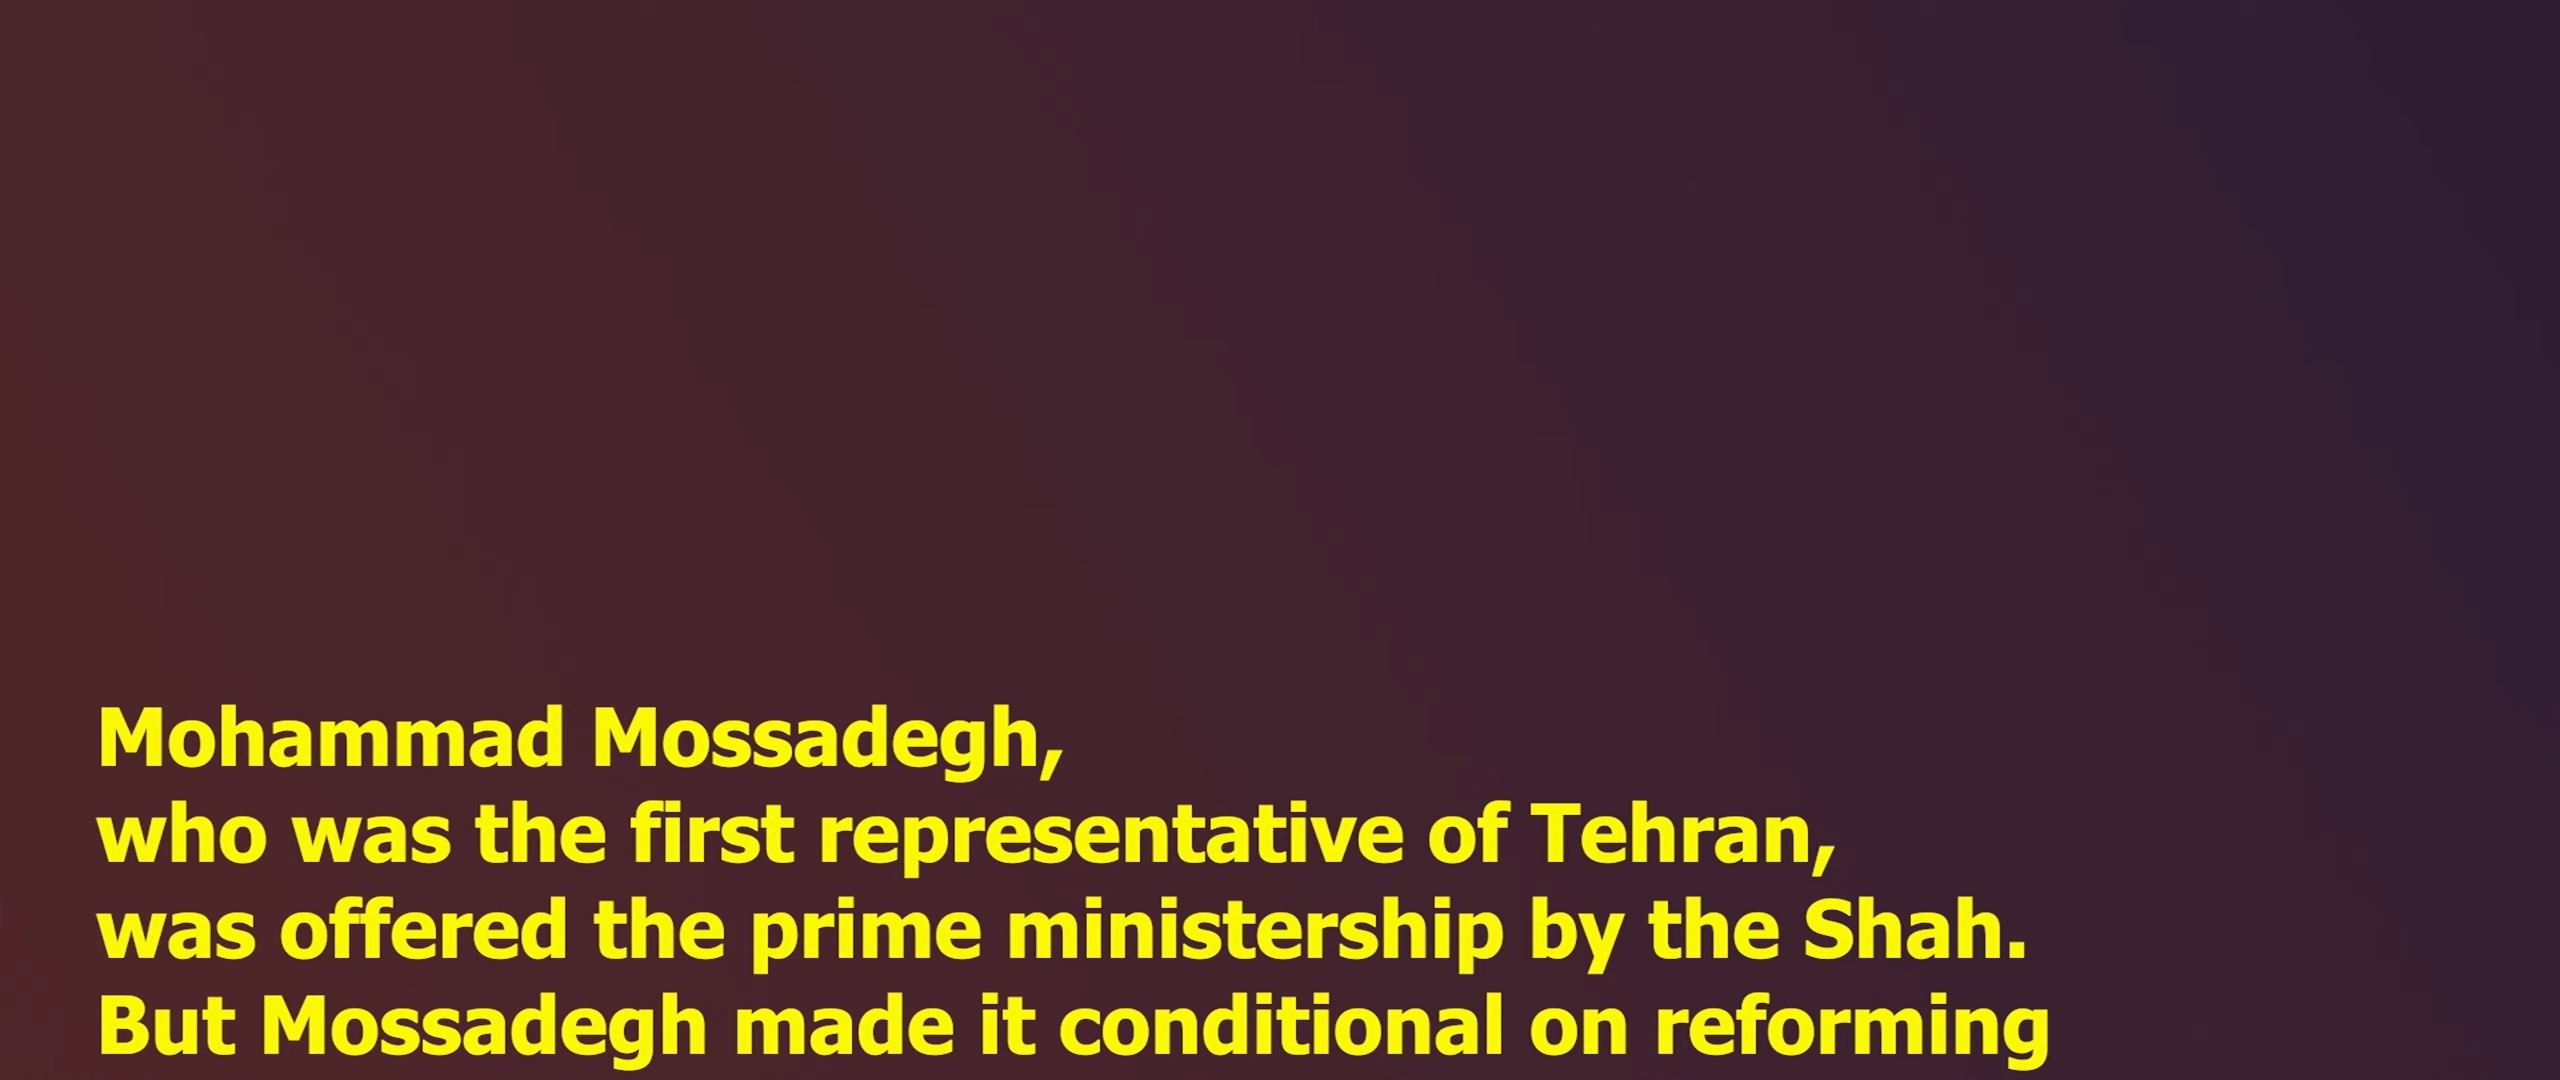 Mohammad Mossadegh,
who was the first representative of Tehran,
was offered the prime ministership by the Shah.
But Mossadegh made it conditional on reforming